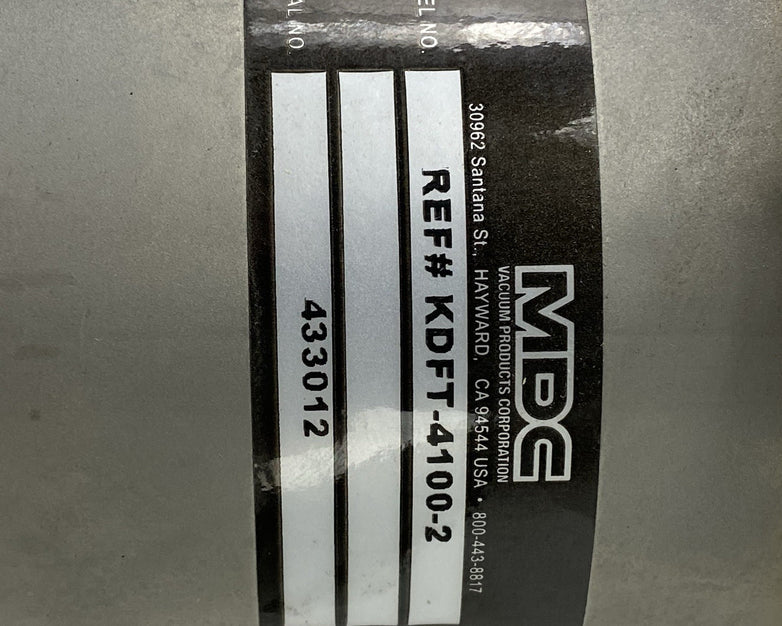 MDC
VACUUM PRODUCTS CORPORATION
30962 Santana St., HAYWARD, CA 94544 USA • 800-443-8817
EL NO. REF# KDFT-4100-2
AL NO. 433012